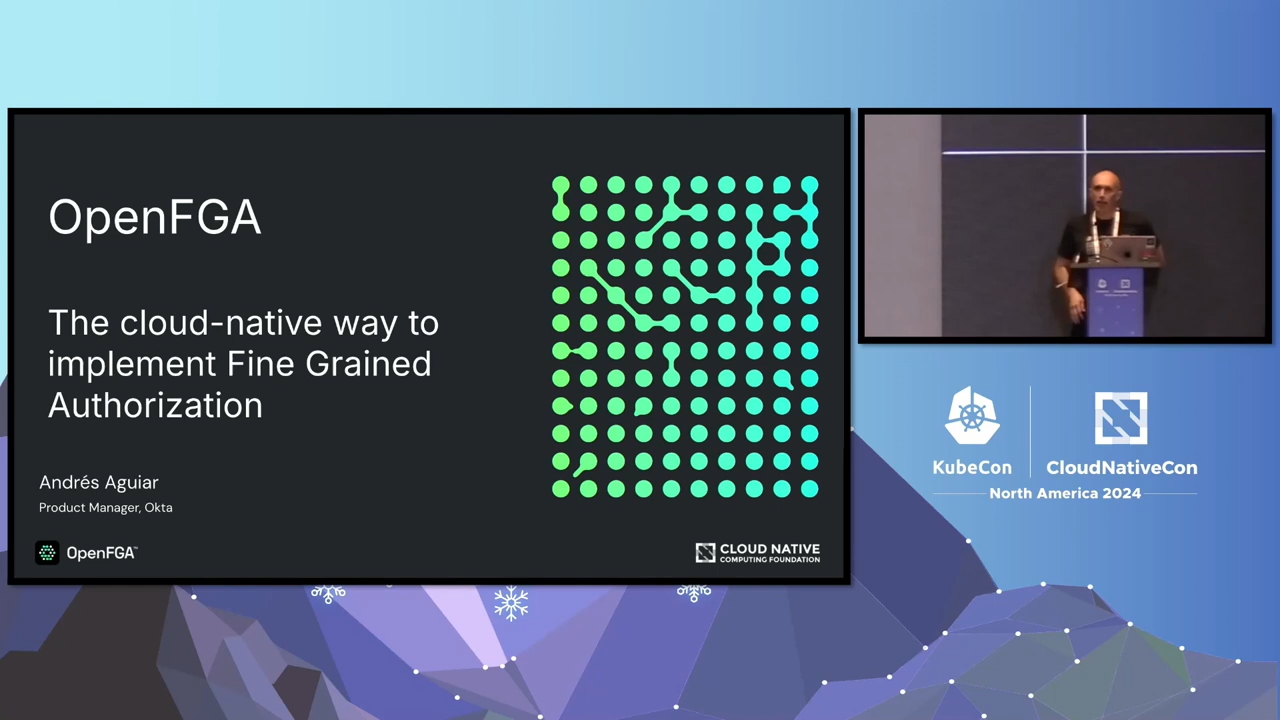 OpenFGA
The cloud-native way to
implement Fine Grained
Authorization
Andrés Aguiar
Product Manager, Okta
OpenFGA™
CLOUD NATIVE
COMPUTING FOUNDATION
KubeCon
CloudNativeCon
North America 2024